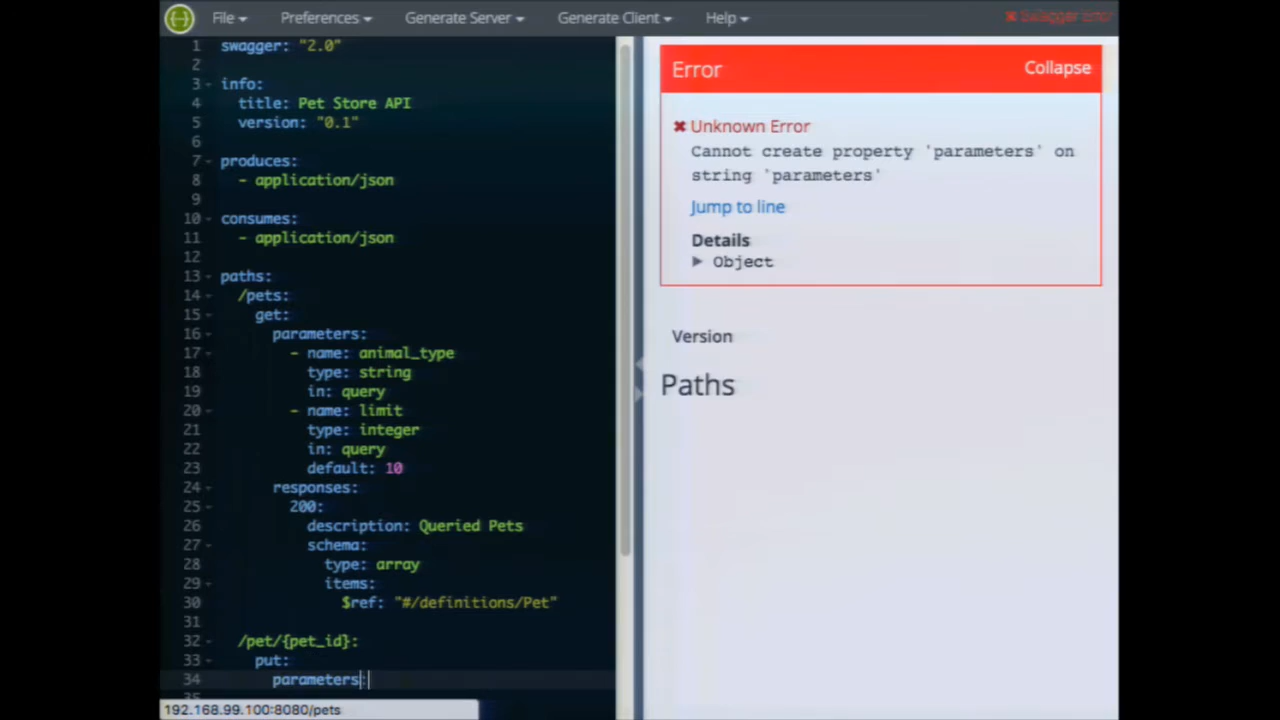 File Preferences Generate Server Generate Client Help ✖ Swagger error
1 swagger: "2.0"
2
3 info:
4 title: Pet Store API
5 version: "0.1"
6
7 produces:
8 - application/json
9
10 consumes:
11 - application/json
12
13 paths:
14 /pets:
15 get:
16 parameters:
17 - name: animal_type
18 type: string
19 in: query
20 - name: limit
21 type: integer
22 in: query
23 default: 10
24 responses:
25 200:
26 description: Queried Pets
27 schema:
28 type: array
29 items:
30 $ref: "#/definitions/Pet"
31
32 /pet/{pet_id}:
33 put:
34 parameters:
35
192.168.99.100:8080/pets
Error Collapse
✖ Unknown Error
Cannot create property 'parameters' on
string 'parameters'
Jump to line
Details
▶ Object
Version
Paths